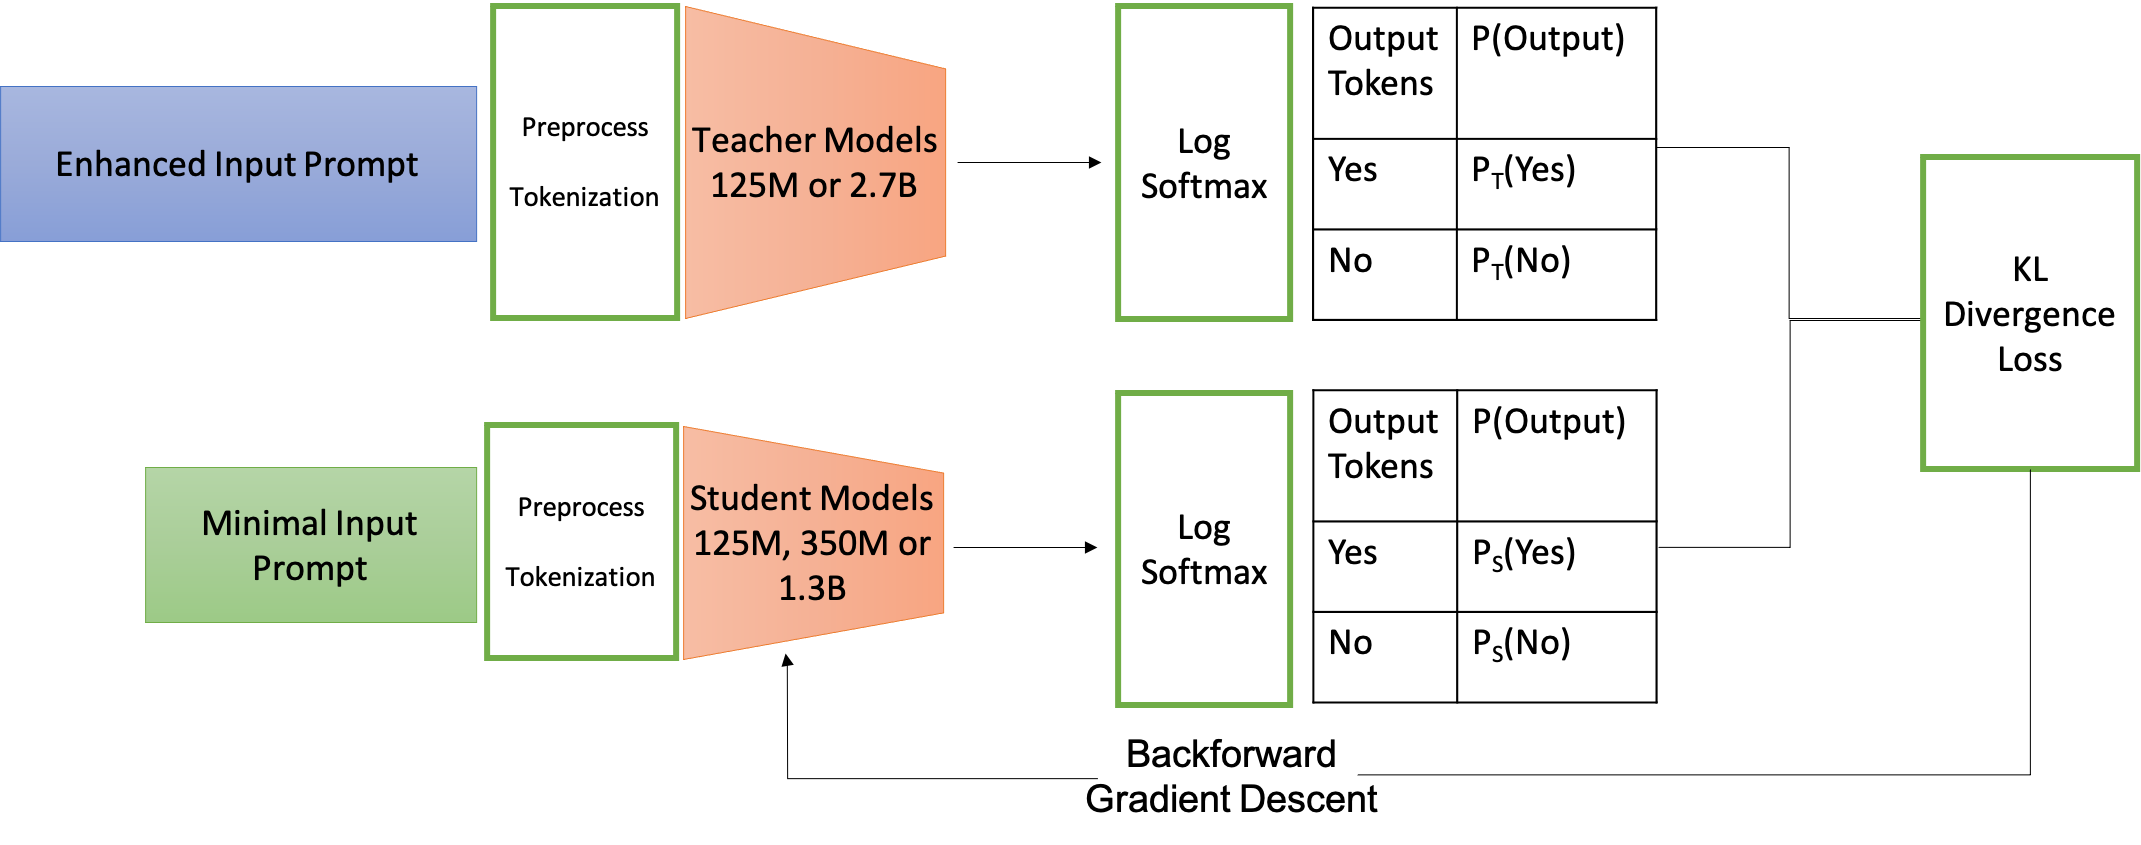 Enhanced Input Prompt
Preprocess
Tokenization
Teacher Models
125M or 2.7B
Log
Softmax
Output
Tokens
P(Output)
Yes
P_T(Yes)
No
P_T(No)
KL
Divergence
Loss
Minimal Input
Prompt
Preprocess
Tokenization
Student Models
125M, 350M or
1.3B
Log
Softmax
Output
Tokens
P(Output)
Yes
P_S(Yes)
No
P_S(No)
Backforward
Gradient Descent